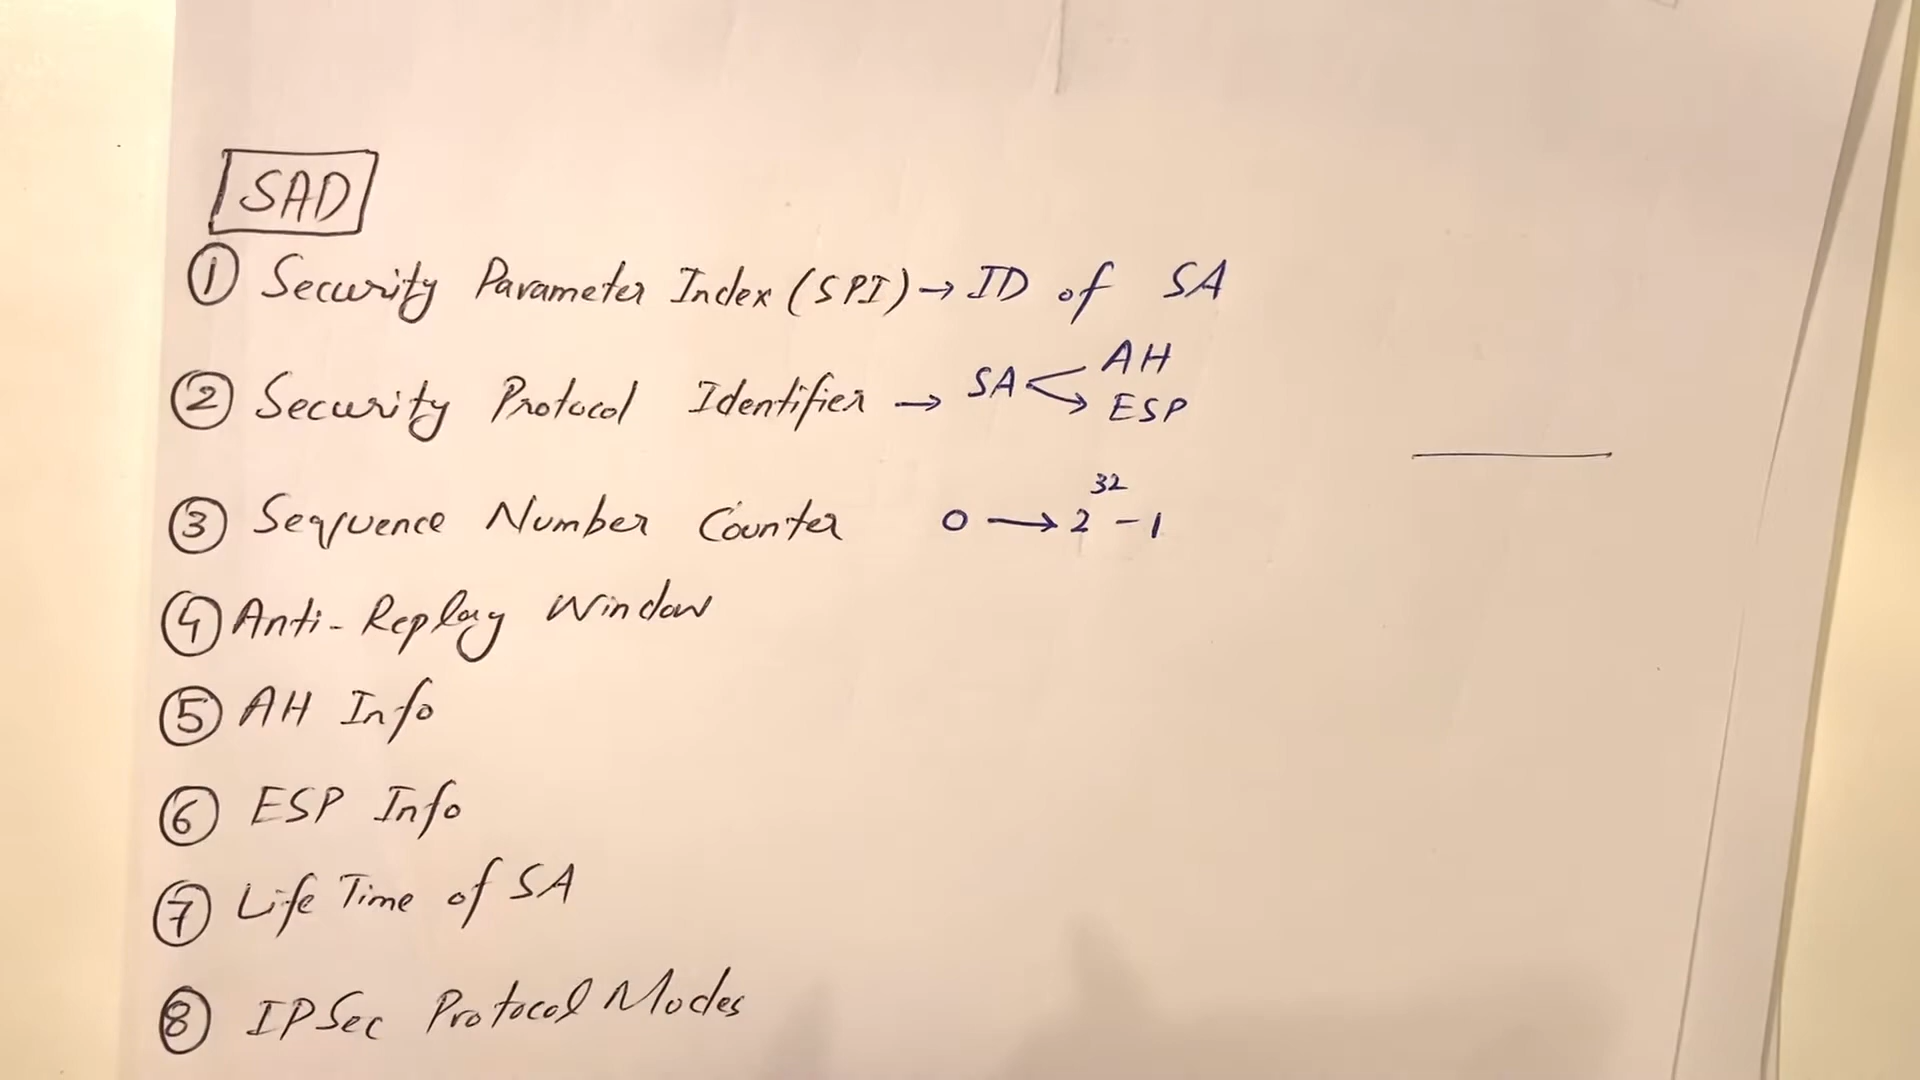 SAD
① Security Parameter Index (SPI) → ID of SA
② Security Protocol Identifier → SA < AH → ESP
③ Sequence Number Counter 0 → 2³² - 1
④ Anti-Replay Window
⑤ AH Info
⑥ ESP Info
⑦ Life Time of SA
⑧ IPSec Protocol Modes